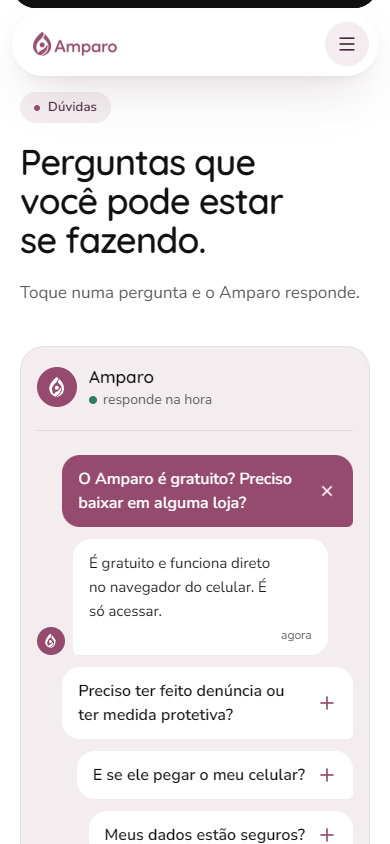 Amparo
Dúvidas
Perguntas que
você pode estar
se fazendo.
Toque numa pergunta e o Amparo responde.
Amparo
responde na hora
O Amparo é gratuito? Preciso
baixar em alguma loja?
É gratuito e funciona direto
no navegador do celular. É
só acessar.
agora
Preciso ter feito denúncia ou
ter medida protetiva?
E se ele pegar o meu celular?
Meus dados estão seguros?